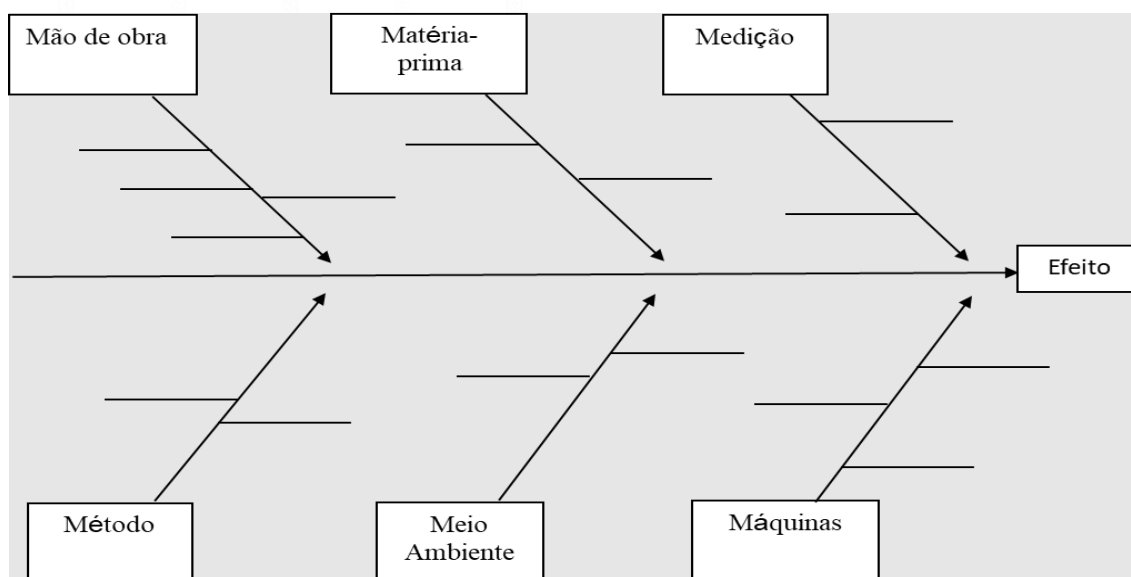 Mão de obra
Matéria-
prima
Medição
Efeito
Método
Meio
Ambiente
Máquinas